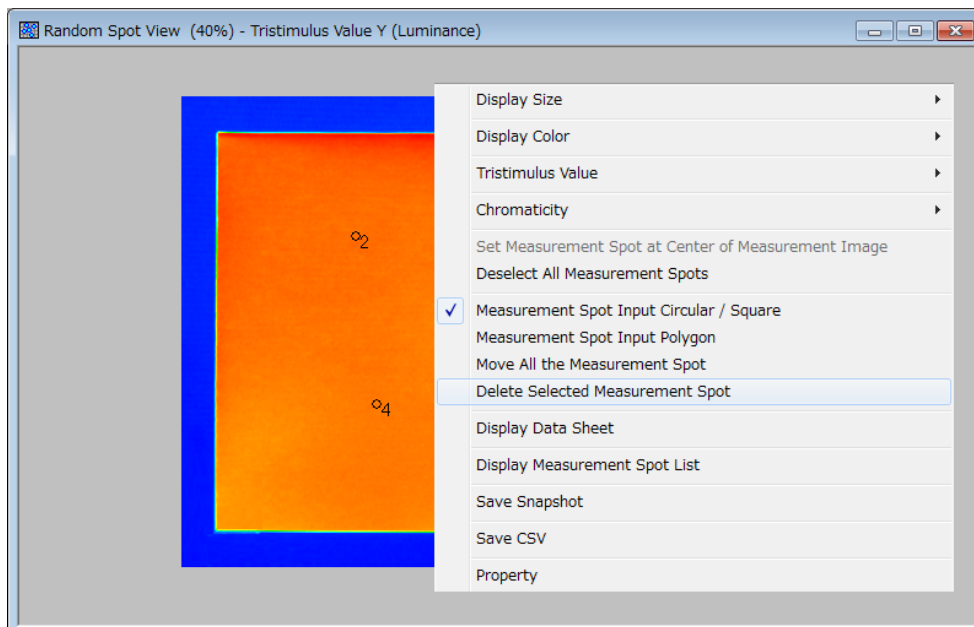 Random Spot View (40%) - Tristimulus Value Y (Luminance)
Display Size
Display Color
Tristimulus Value
Chromaticity
Set Measurement Spot at Center of Measurement Image
Deselect All Measurement Spots
Measurement Spot Input Circular / Square
Measurement Spot Input Polygon
Move All the Measurement Spot
Delete Selected Measurement Spot
Display Data Sheet
Display Measurement Spot List
Save Snapshot
Save CSV
Property
2
4